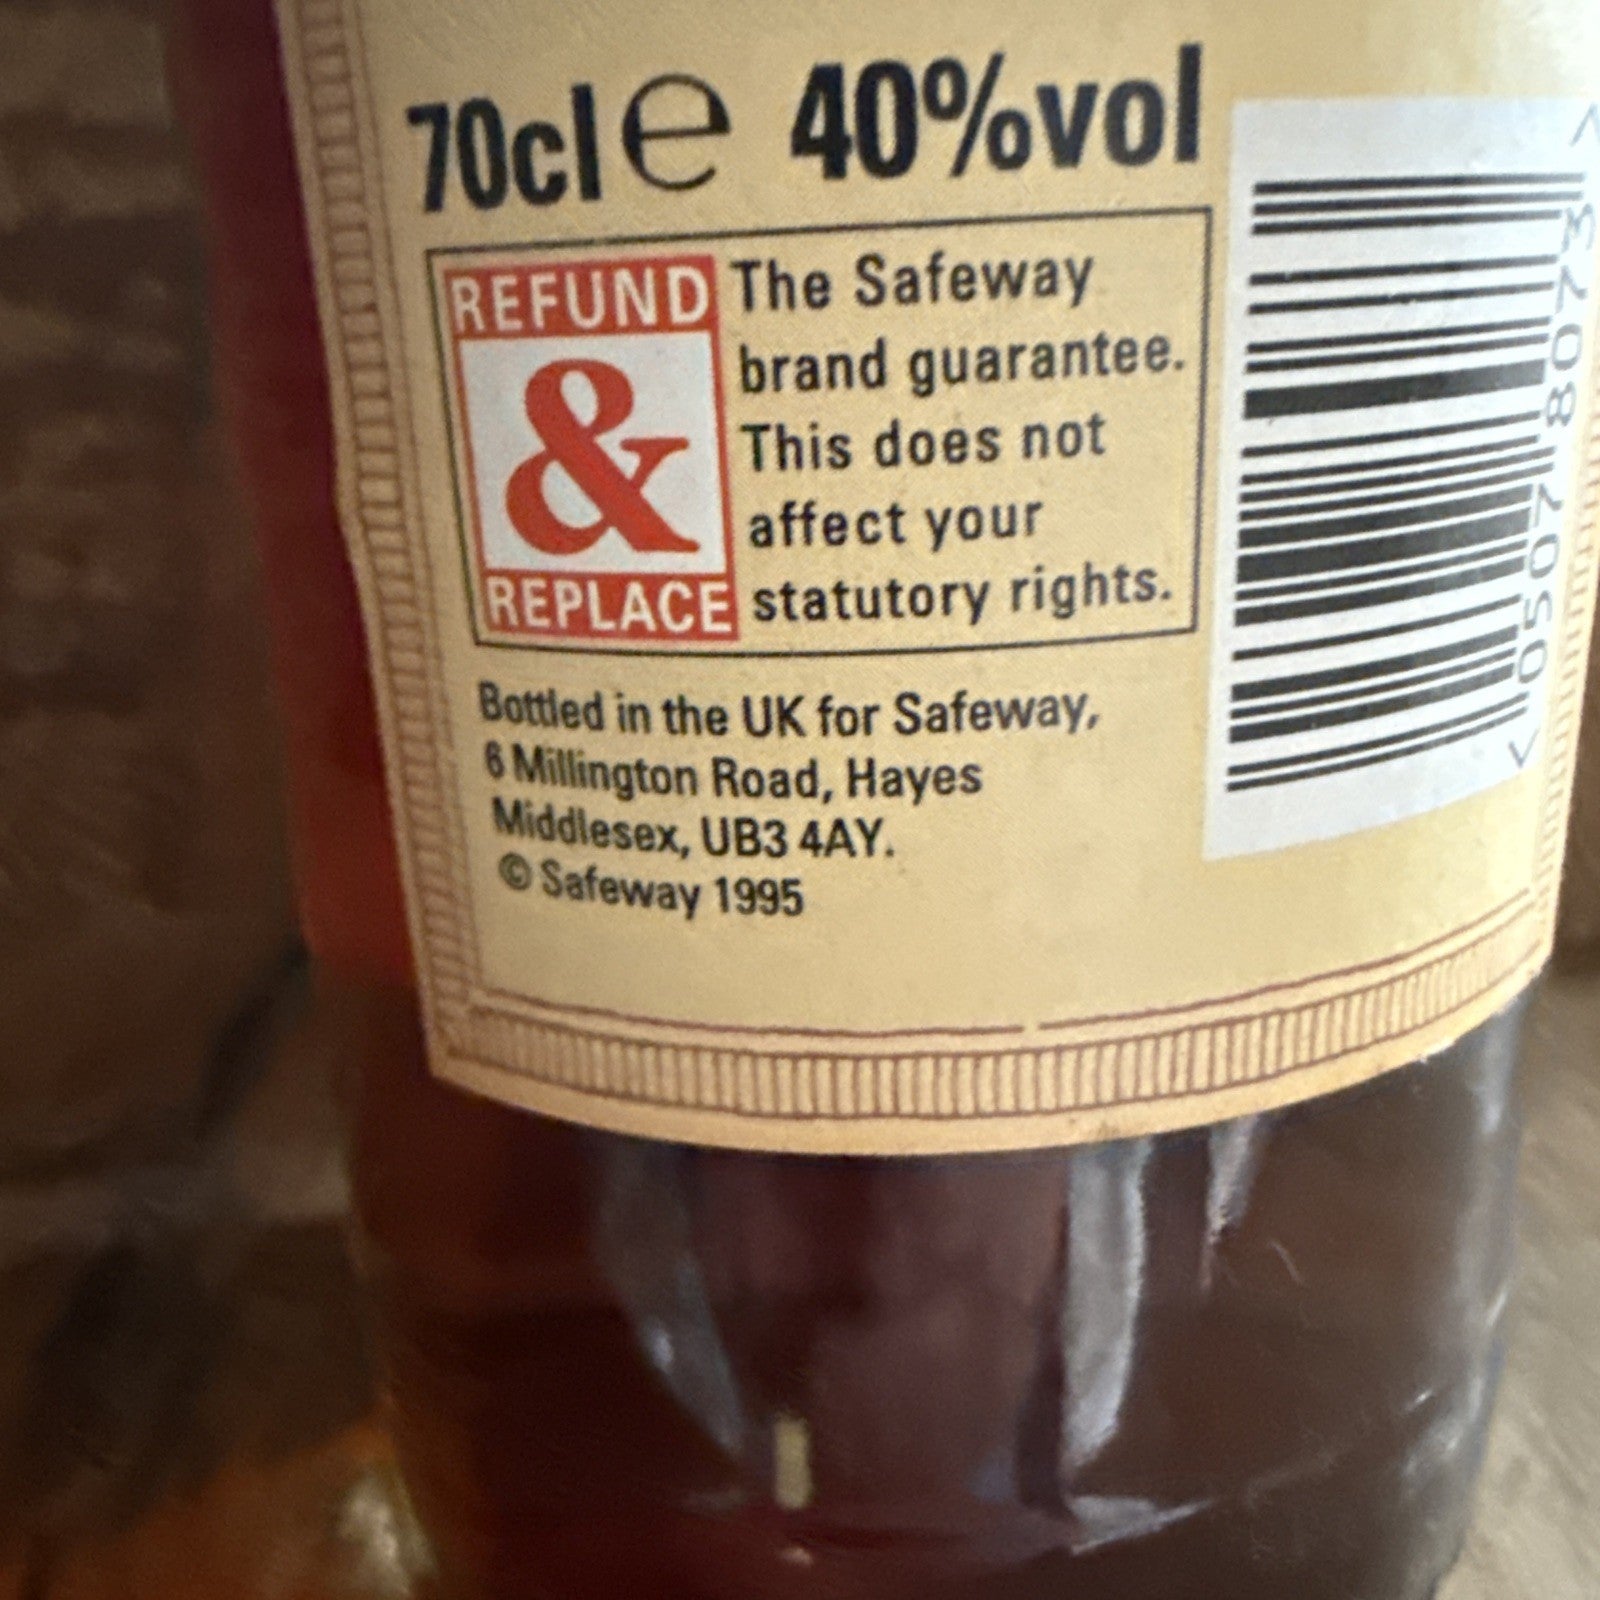 70cl e 40%vol
REFUND
&
REPLACE
The Safeway
brand guarantee.
This does not
affect your
statutory rights.
Bottled in the UK for Safeway,
6 Millington Road, Hayes
Middlesex, UB3 4AY.
© Safeway 1995
<05078073>